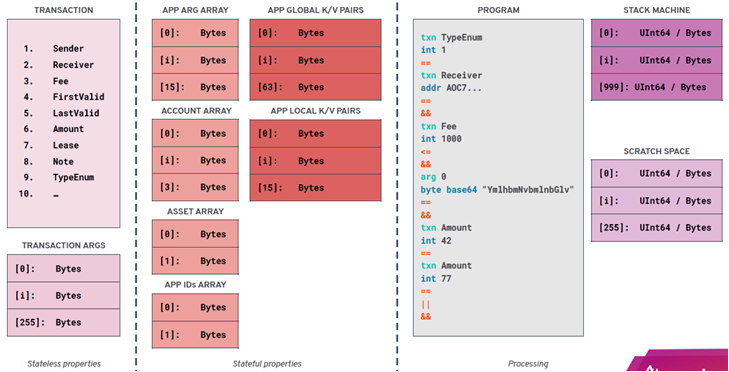 TRANSACTION
1. Sender
2. Receiver
3. Fee
4. FirstValid
5. LastValid
6. Amount
7. Lease
8. Note
9. TypeEnum
10. …
TRANSACTION ARGS
[0]: Bytes
[i]: Bytes
[255]: Bytes
Stateless properties
APP ARG ARRAY
[0]: Bytes
[i]: Bytes
[15]: Bytes
ACCOUNT ARRAY
[0]: Bytes
[i]: Bytes
[3]: Bytes
ASSET ARRAY
[0]: Bytes
[1]: Bytes
APP IDs ARRAY
[0]: Bytes
[1]: Bytes
APP GLOBAL K/V PAIRS
[0]: Bytes
[i]: Bytes
[63]: Bytes
APP LOCAL K/V PAIRS
[0]: Bytes
[i]: Bytes
[15]: Bytes
Stateful properties
PROGRAM
txn TypeEnum
int 1
==
txn Receiver
addr AOC7...
==
&&
txn Fee
int 1000
<=
&&
arg 0
byte base64 "YmlhbmNvbmlnbGlv"
==
&&
txn Amount
int 42
==
txn Amount
int 77
==
||
&&
Processing
STACK MACHINE
[0]: UInt64 / Bytes
[i]: UInt64 / Bytes
[999]: UInt64 / Bytes
SCRATCH SPACE
[0]: UInt64 / Bytes
[i]: UInt64 / Bytes
[255]: UInt64 / Bytes